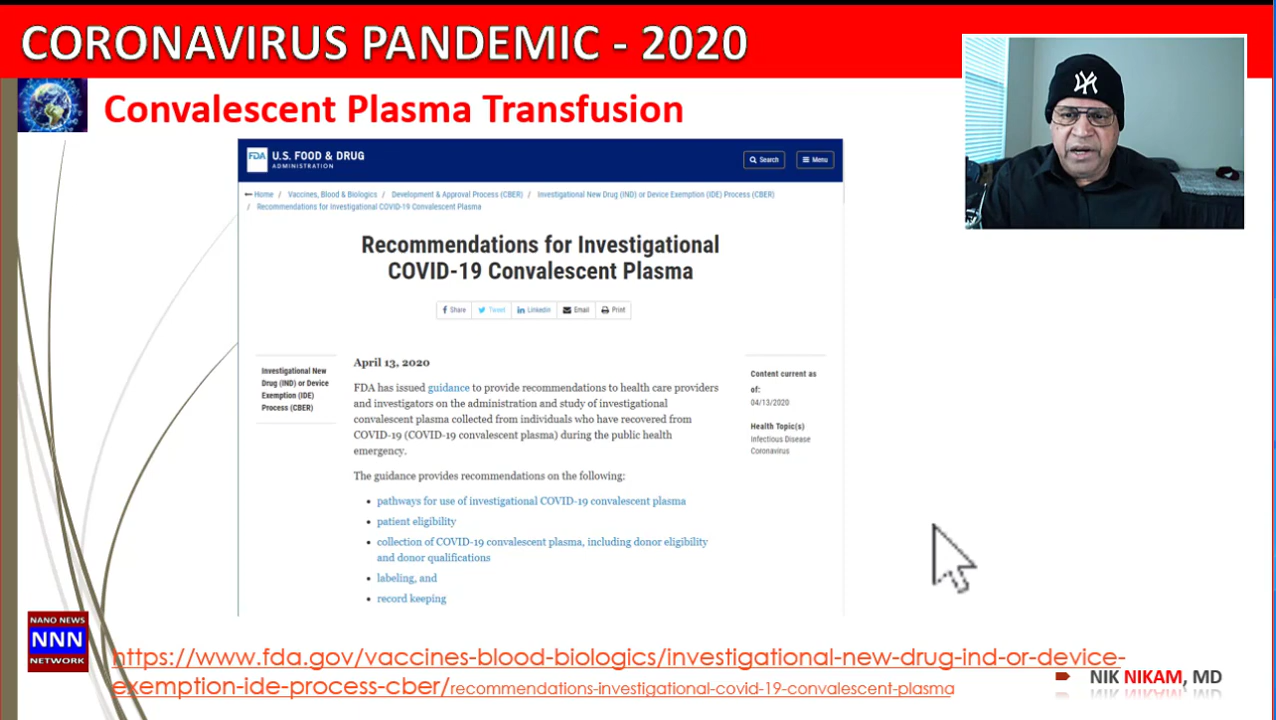 CORONAVIRUS PANDEMIC - 2020
Convalescent Plasma Transfusion
FDA U.S. FOOD & DRUG
ADMINISTRATION
Search
Menu
Home / Vaccines, Blood & Biologics / Development & Approval Process (CBER) / Investigational New Drug (IND) or Device Exemption (IDE) Process (CBER)
/ Recommendations for Investigational COVID-19 Convalescent Plasma
Recommendations for Investigational
COVID-19 Convalescent Plasma
Share Tweet Linkedin Email Print
Investigational New
Drug (IND) or Device
Exemption (IDE)
Process (CBER)
April 13, 2020
FDA has issued guidance to provide recommendations to health care providers
and investigators on the administration and study of investigational
convalescent plasma collected from individuals who have recovered from
COVID-19 (COVID-19 convalescent plasma) during the public health
emergency.
The guidance provides recommendations on the following:
• pathways for use of investigational COVID-19 convalescent plasma
• patient eligibility
• collection of COVID-19 convalescent plasma, including donor eligibility
and donor qualifications
• labeling, and
• record keeping
Content current as
of:
04/13/2020
Health Topic(s)
Infectious Disease
Coronavirus
NANO NEWS
NNN
NETWORK
https://www.fda.gov/vaccines-blood-biologics/investigational-new-drug-ind-or-device-
exemption-ide-process-cber/recommendations-investigational-covid-19-convalescent-plasma
NIK NIKAM, MD
NY